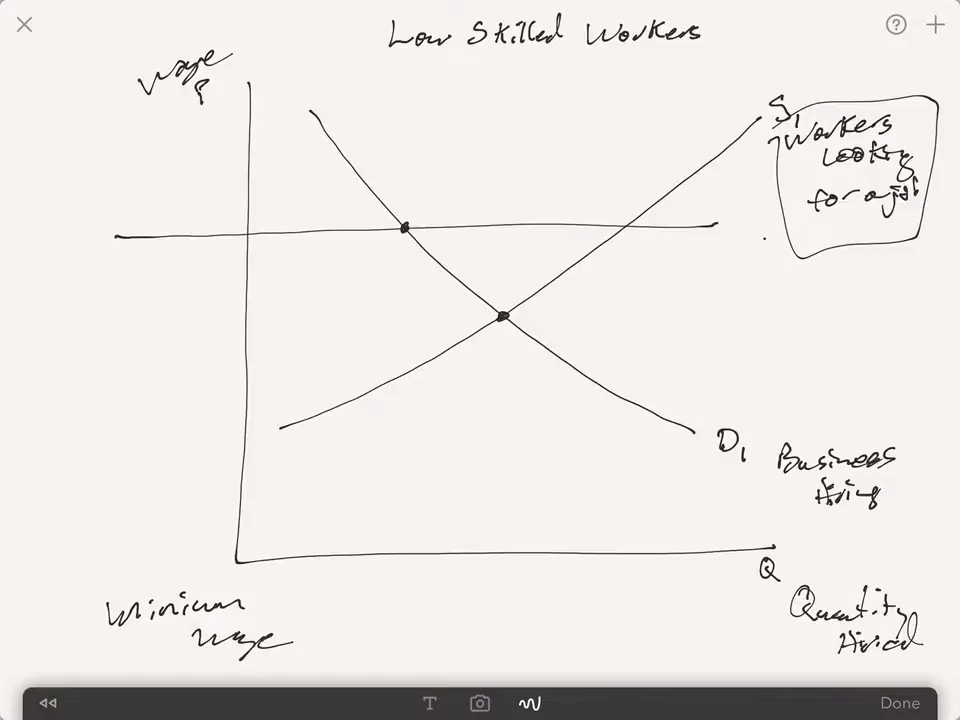 Low Skilled Workers
Wage
P
S1
Workers
Looking
for a job
D1
Business
Hiring
Q
Quantity
Hired
Minimum
Wage
T
Done